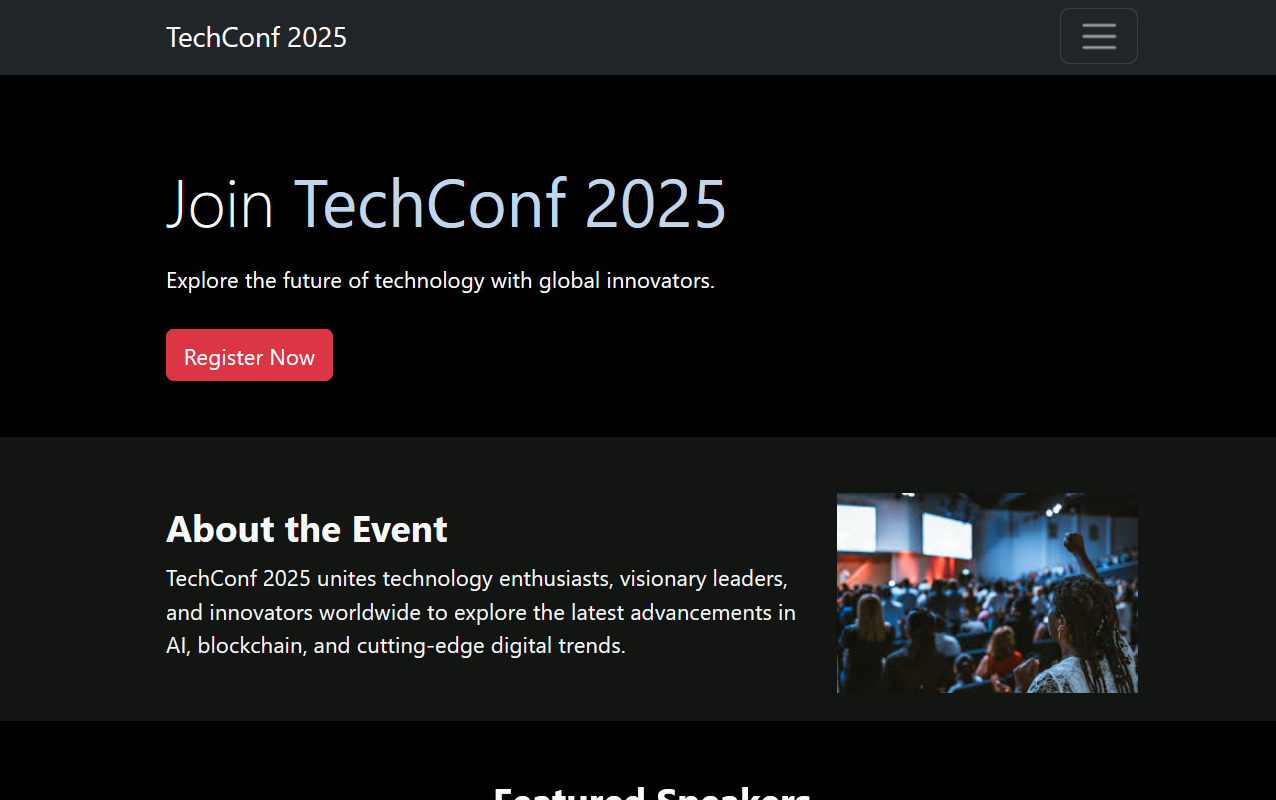 TechConf 2025
Join TechConf 2025
Explore the future of technology with global innovators.
Register Now
About the Event
TechConf 2025 unites technology enthusiasts, visionary leaders,
and innovators worldwide to explore the latest advancements in
AI, blockchain, and cutting-edge digital trends.
Featured Speakers